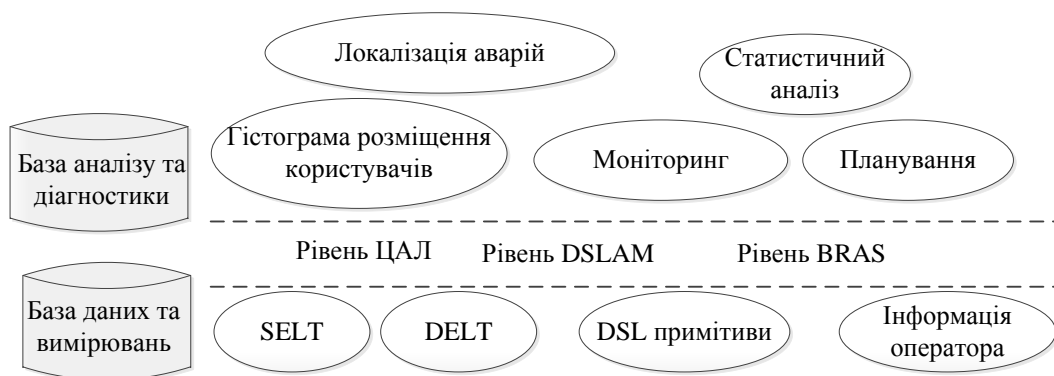 Локалізація аварій
Статистичний
аналіз
База аналізу та
діагностики
Гістограма розміщення
користувачів
Моніторинг
Планування
Рівень ЦАЛ
Рівень DSLAM
Рівень BRAS
База даних та
вимірювань
SELT
DELT
DSL примітиви
Інформація
оператора